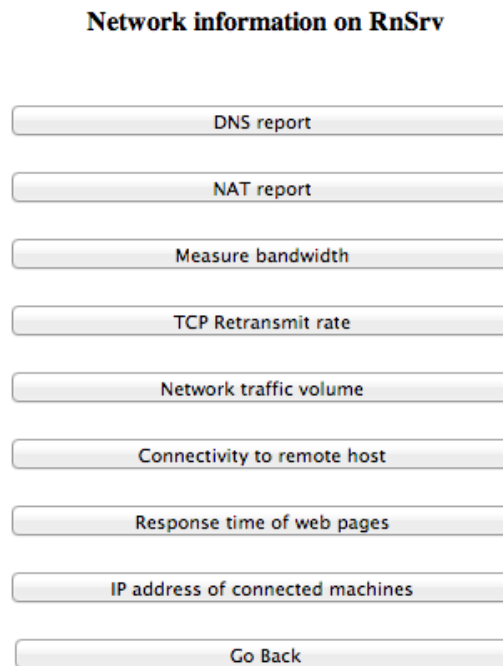 Network information on RnSrv
DNS report
NAT report
Measure bandwidth
TCP Retransmit rate
Network traffic volume
Connectivity to remote host
Response time of web pages
IP address of connected machines
Go Back